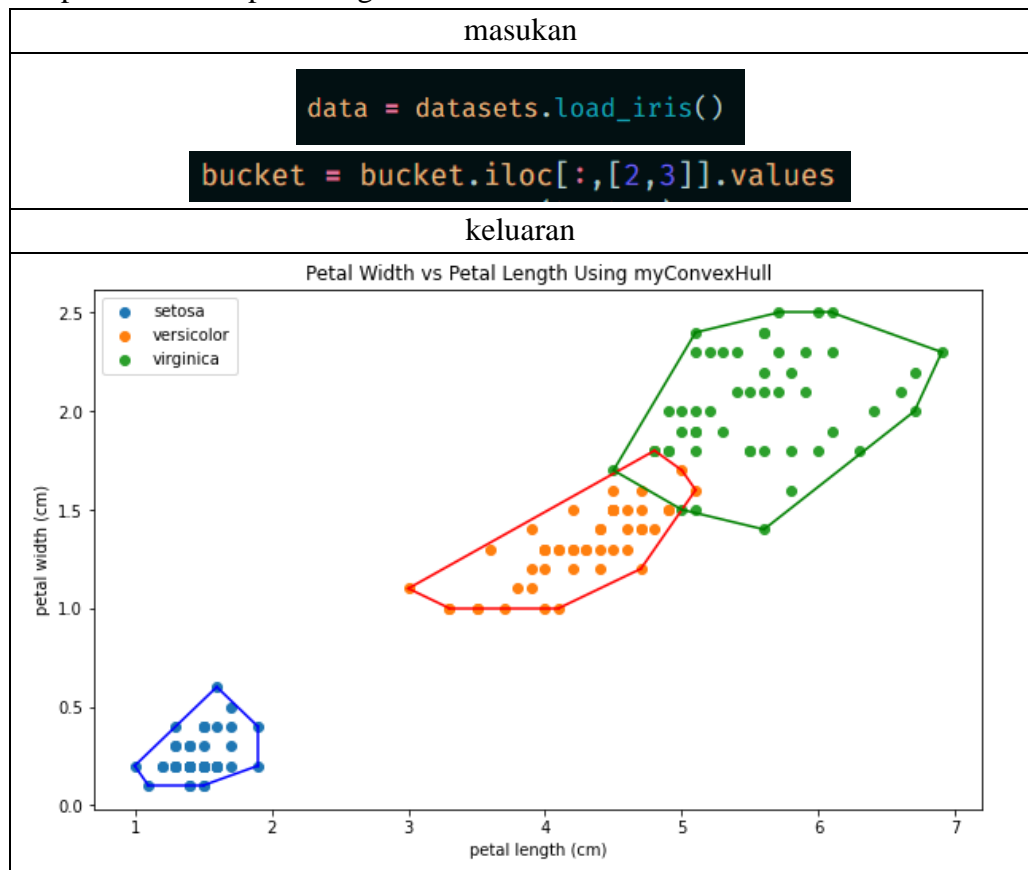 masukan
data = datasets.load_iris()
bucket = bucket.iloc[:,[2,3]].values
keluaran
Petal Width vs Petal Length Using myConvexHull
setosa
versicolor
virginica
2.5
2.0
1.5
1.0
0.5
0.0
petal width (cm)
1 2 3 4 5 6 7
petal length (cm)